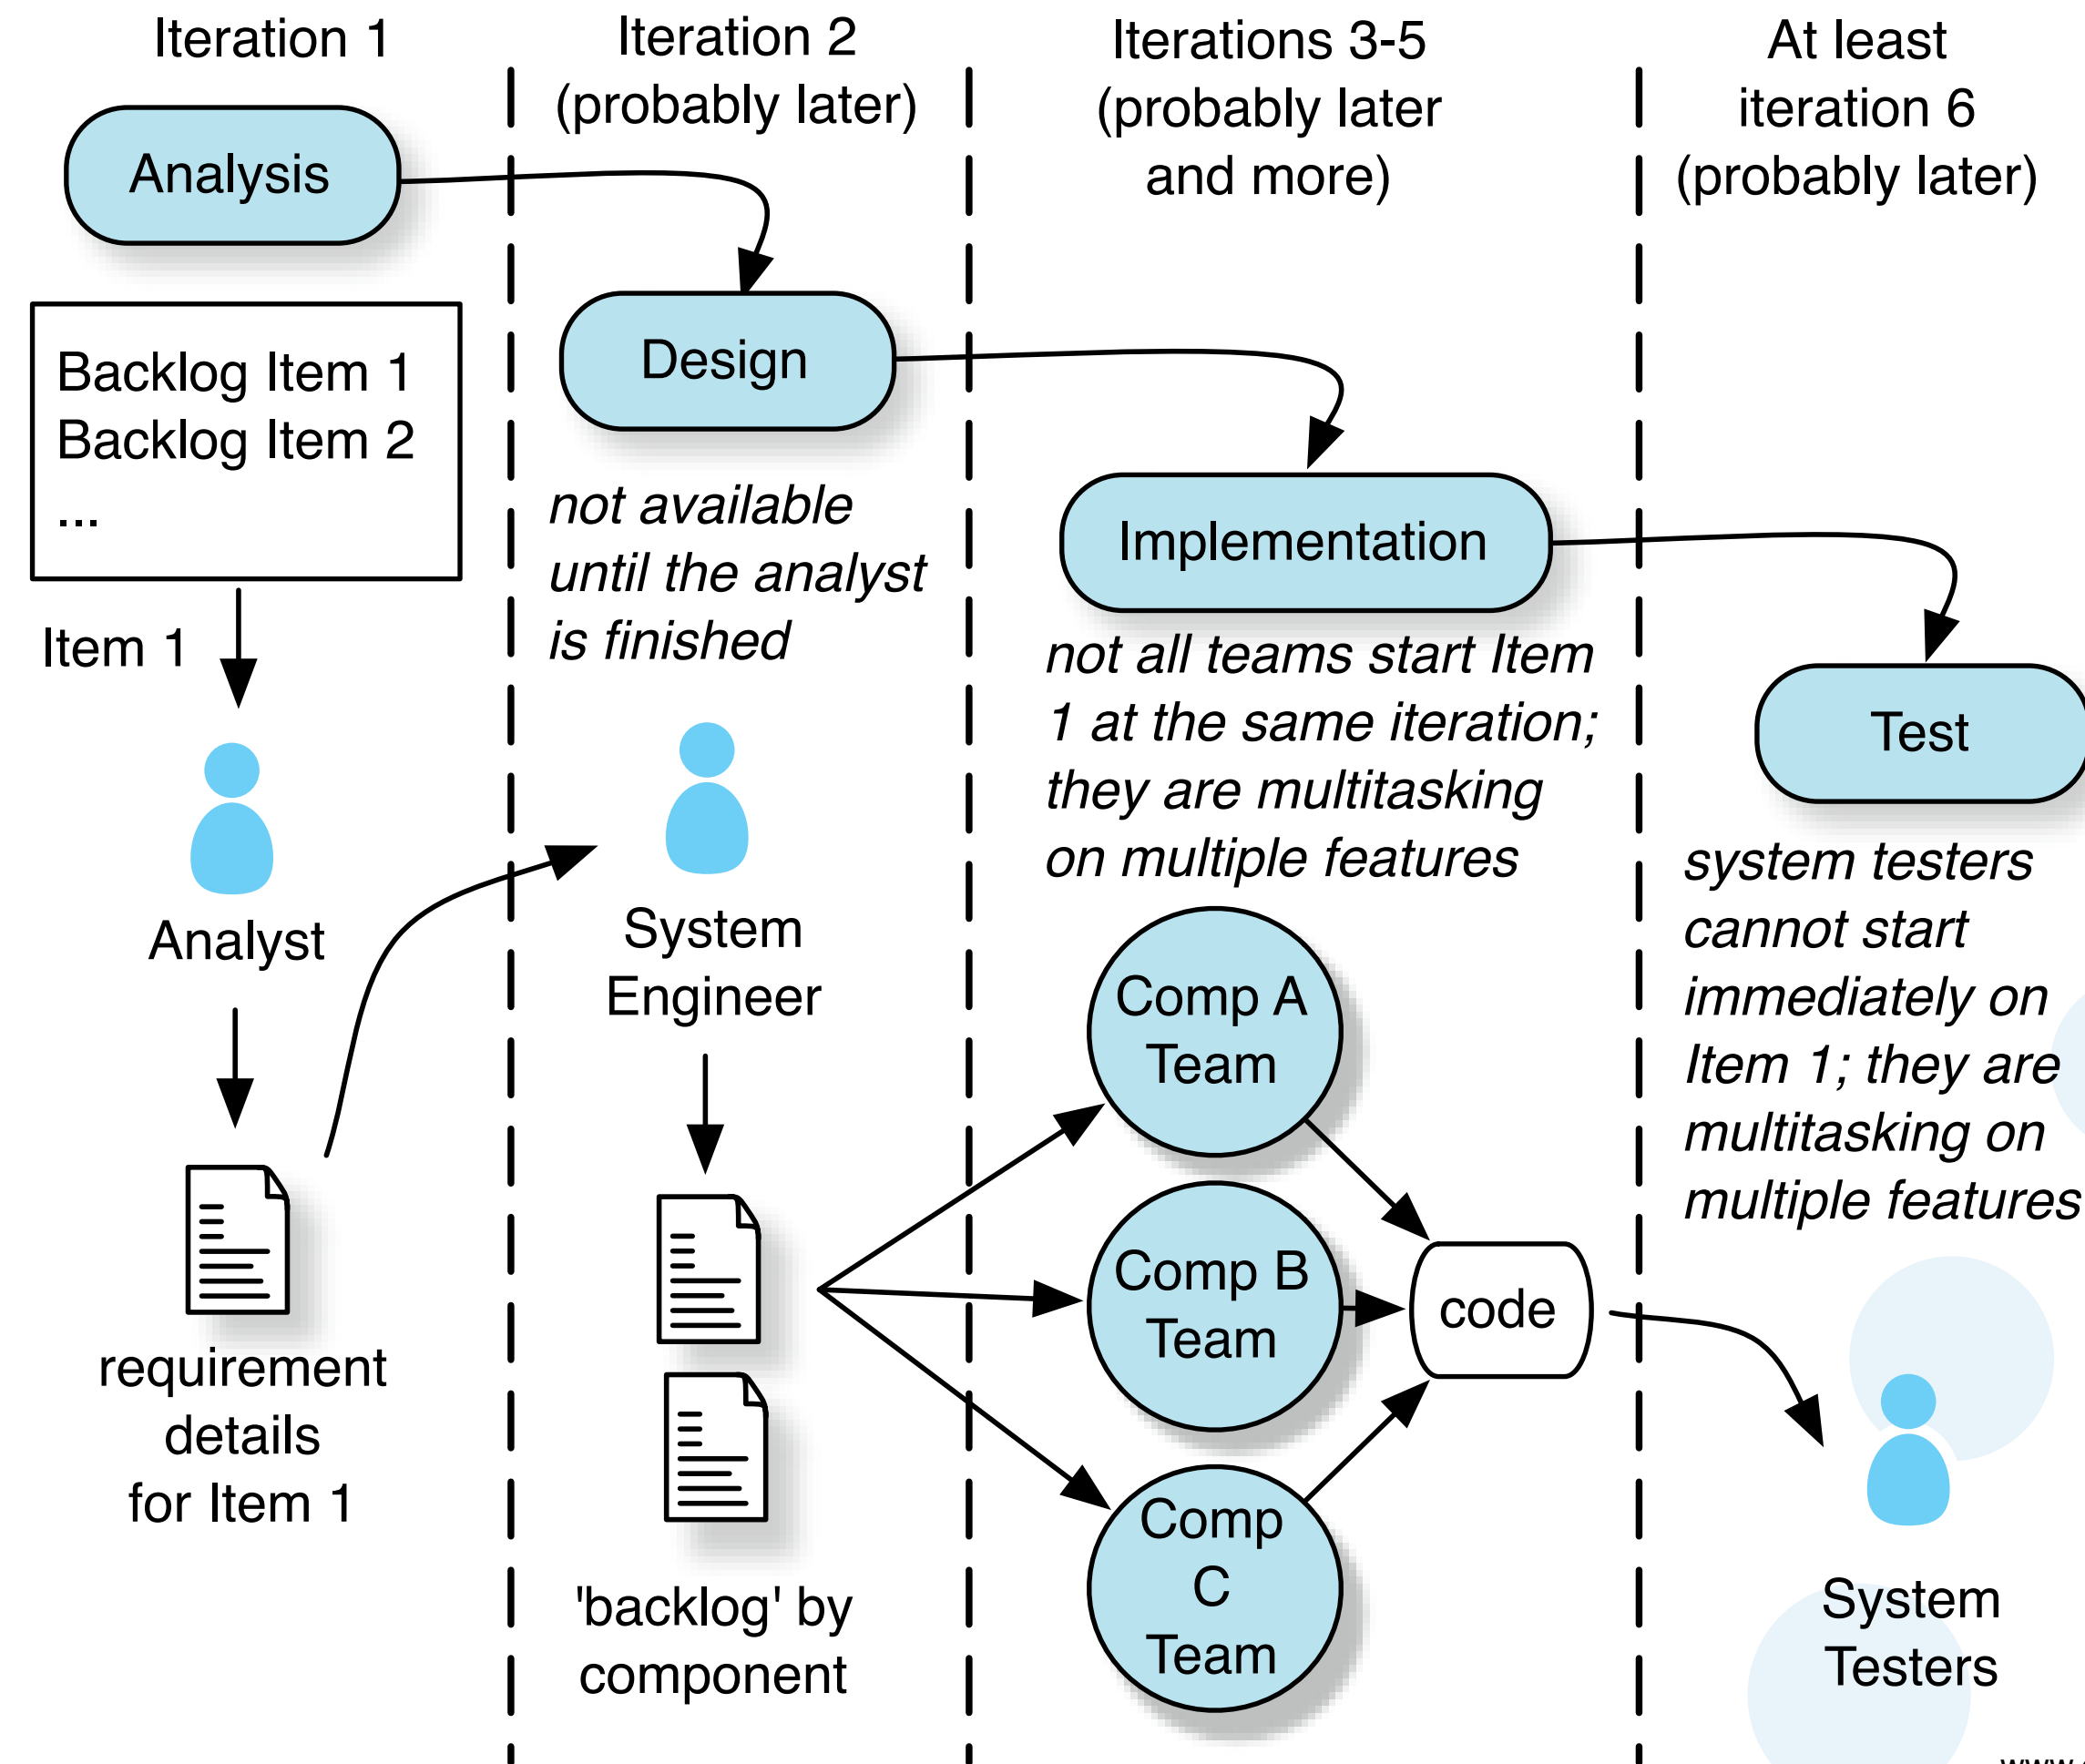 Iteration 1
Analysis
Backlog Item 1
Backlog Item 2
...
Item 1
Analyst
requirement
details
for Item 1
Iteration 2
(probably later)
Design
not available
until the analyst
is finished
System
Engineer
'backlog' by
component
Iterations 3-5
(probably later
and more)
Implementation
not all teams start Item
1 at the same iteration;
they are multitasking
on multiple features
Comp A
Team
Comp B
Team
Comp
C
Team
code
At least
iteration 6
(probably later)
Test
system testers
cannot start
immediately on
Item 1; they are
multitasking on
multiple features
System
Testers